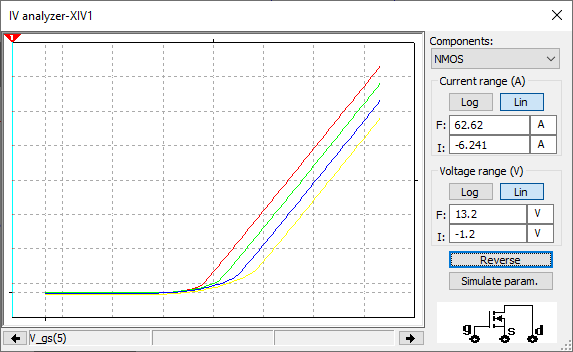 IV analyzer-XIV1
1
Components:
NMOS
Current range (A)
Log Lin
F: 62.62 A
I: -6.241 A
Voltage range (V)
Log Lin
F: 13.2 V
I: -1.2 V
Reverse
Simulate param.
V_gs(5)
g s d